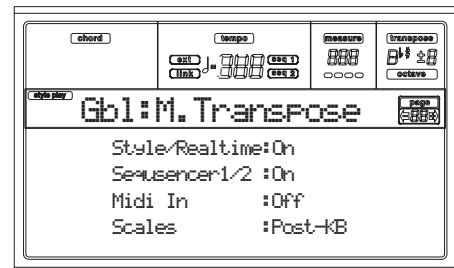 chord tempo measure transpose
ext seq 1
link seq 2
octave
style play Gbl:M.Transpose page
Style/Realtime:On
Sequsencer1/2 :On
Midi In :Off
Scales :Post-KB